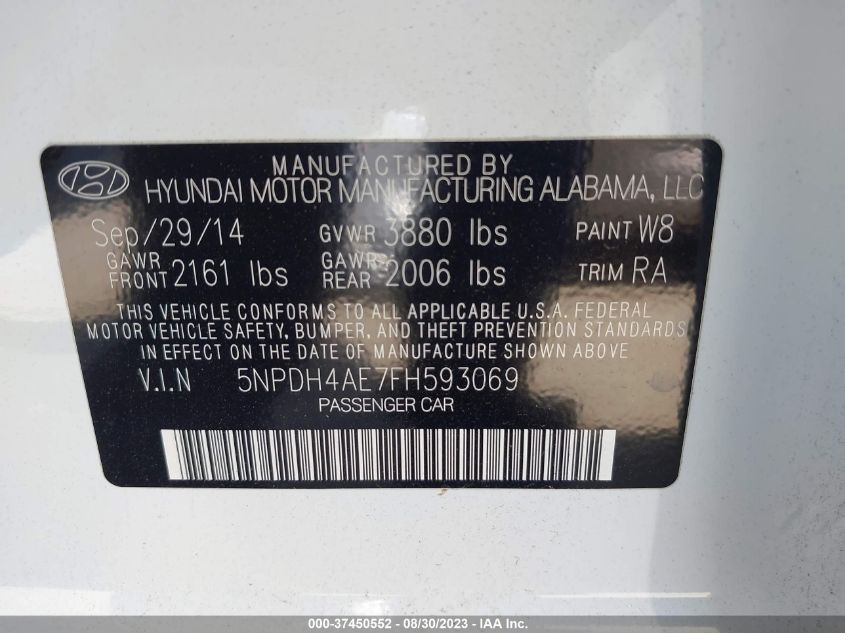 MANUFACTURED BY
HYUNDAI MOTOR MANUFACTURING ALABAMA, LLC
Sep/29/14 GVWR 3880 lbs PAINT W8
GAWR FRONT 2161 lbs GAWR REAR 2006 lbs TRIM RA
THIS VEHICLE CONFORMS TO ALL APPLICABLE U.S.A. FEDERAL
MOTOR VEHICLE SAFETY, BUMPER, AND THEFT PREVENTION STANDARDS
IN EFFECT ON THE DATE OF MANUFACTURE SHOWN ABOVE
V.I.N 5NPDH4AE7FH593069
PASSENGER CAR
000-37450552 - 08/30/2023 - IAA Inc.